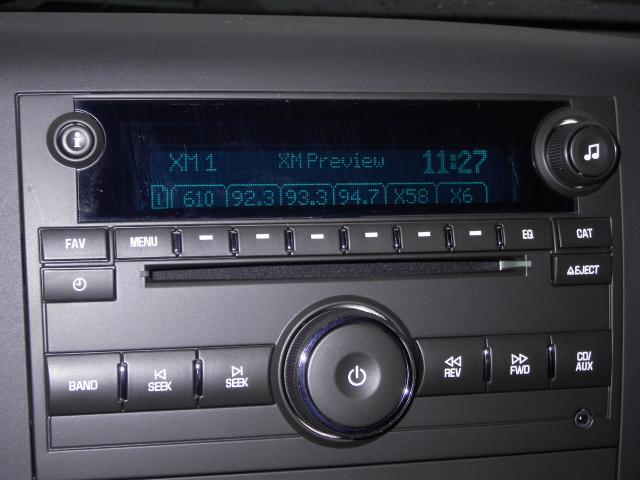 i
XM 1 XM Preview 11:27
1 610 92.3 93.3 94.7 X58 X6
FAV MENU EQ CAT
EJECT
BAND SEEK SEEK REV FWD CD/
AUX